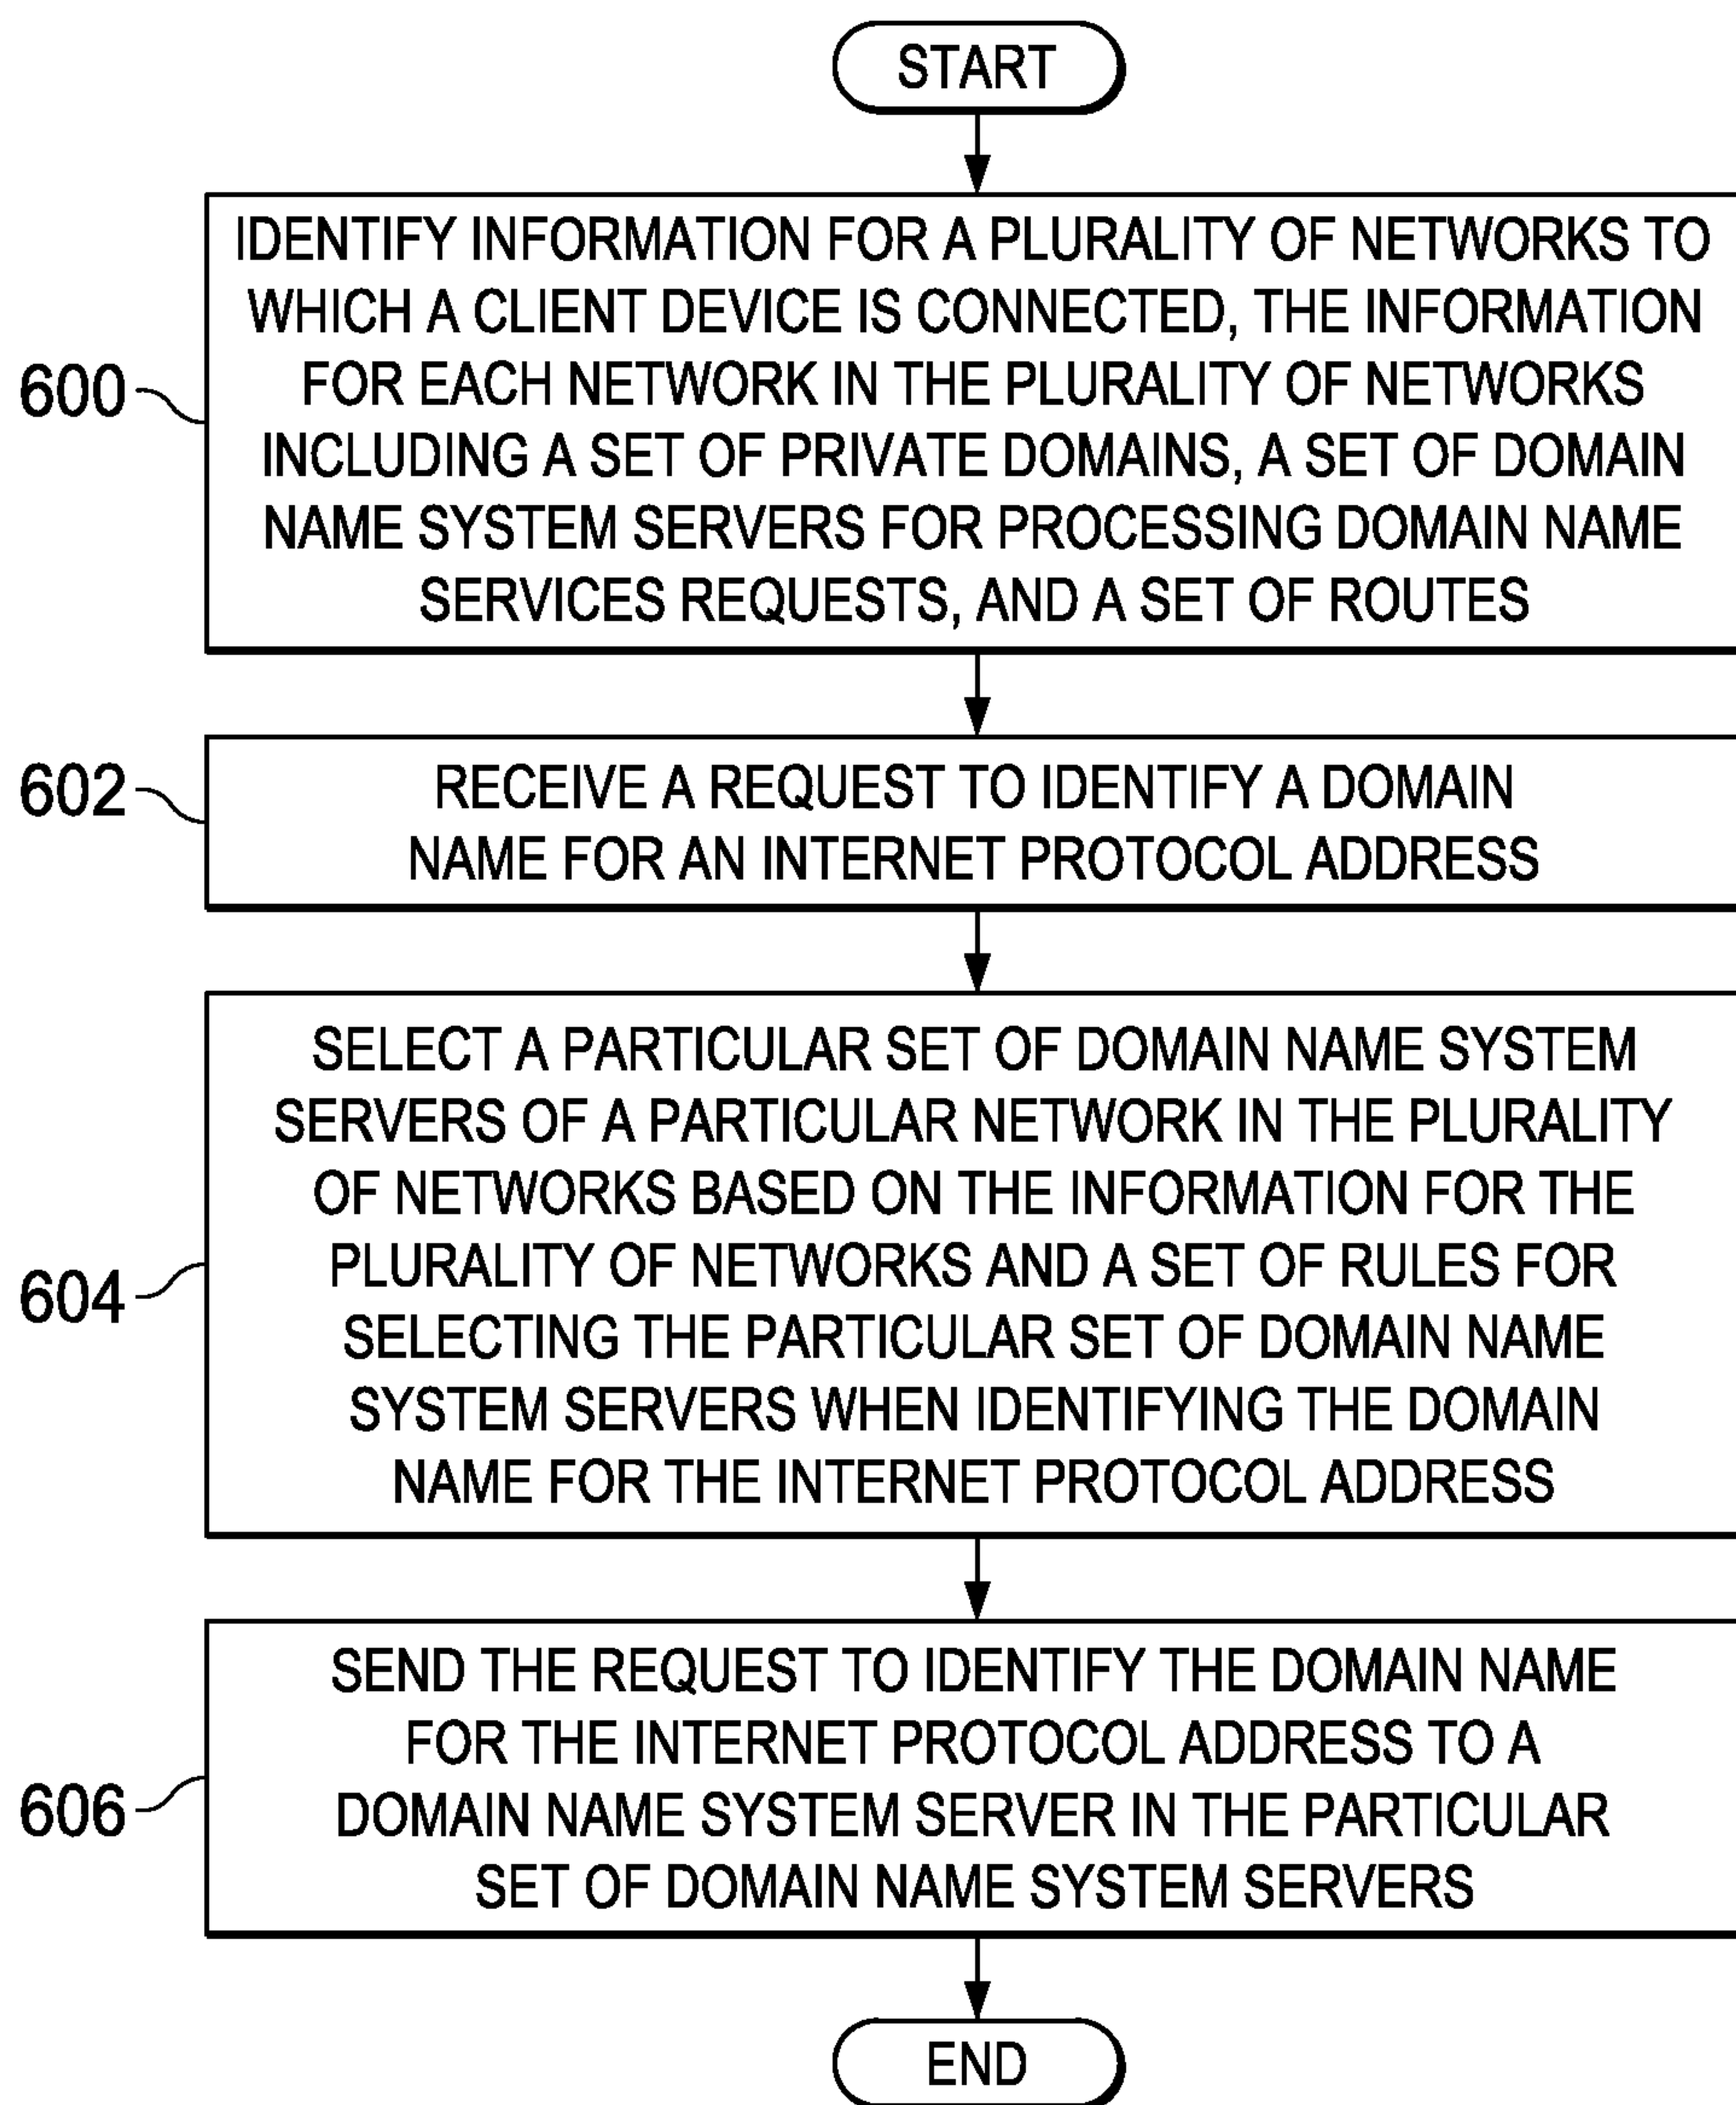 START
IDENTIFY INFORMATION FOR A PLURALITY OF NETWORKS TO
WHICH A CLIENT DEVICE IS CONNECTED, THE INFORMATION
FOR EACH NETWORK IN THE PLURALITY OF NETWORKS
INCLUDING A SET OF PRIVATE DOMAINS, A SET OF DOMAIN
NAME SYSTEM SERVERS FOR PROCESSING DOMAIN NAME
SERVICES REQUESTS, AND A SET OF ROUTES
600
RECEIVE A REQUEST TO IDENTIFY A DOMAIN
NAME FOR AN INTERNET PROTOCOL ADDRESS
602
SELECT A PARTICULAR SET OF DOMAIN NAME SYSTEM
SERVERS OF A PARTICULAR NETWORK IN THE PLURALITY
OF NETWORKS BASED ON THE INFORMATION FOR THE
PLURALITY OF NETWORKS AND A SET OF RULES FOR
SELECTING THE PARTICULAR SET OF DOMAIN NAME
SYSTEM SERVERS WHEN IDENTIFYING THE DOMAIN
NAME FOR THE INTERNET PROTOCOL ADDRESS
604
SEND THE REQUEST TO IDENTIFY THE DOMAIN NAME
FOR THE INTERNET PROTOCOL ADDRESS TO A
DOMAIN NAME SYSTEM SERVER IN THE PARTICULAR
SET OF DOMAIN NAME SYSTEM SERVERS
606
END